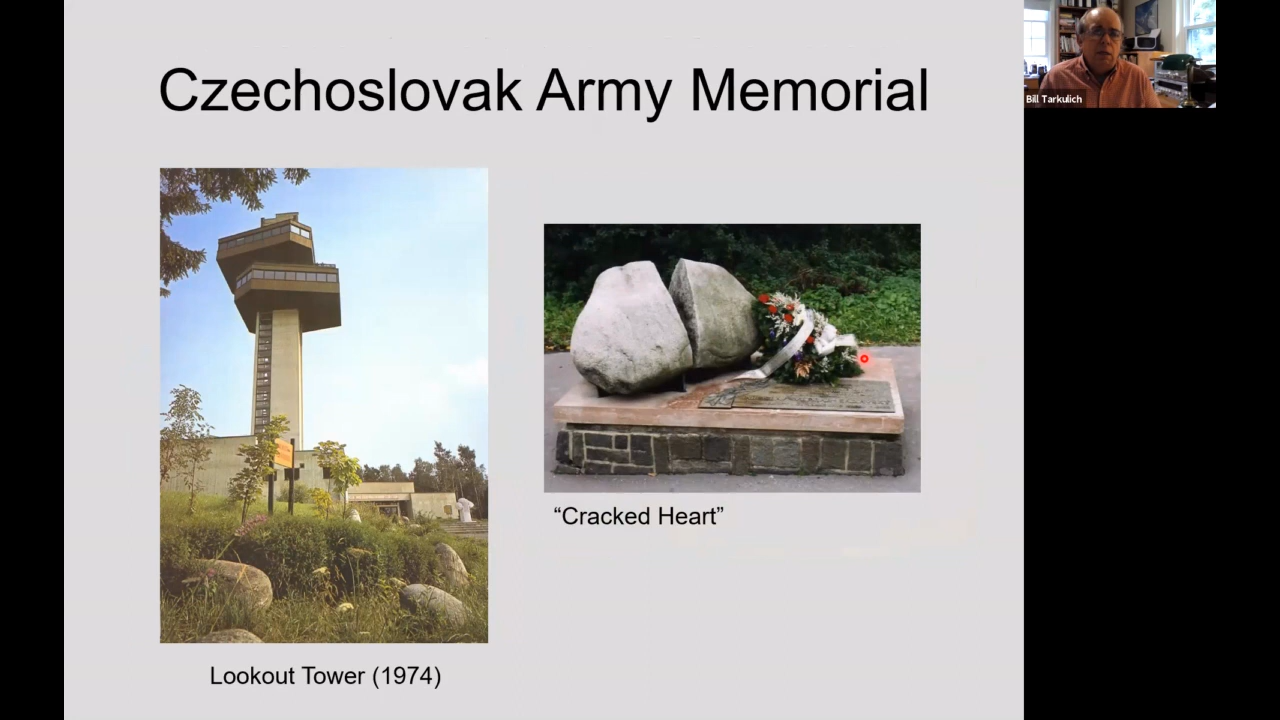 Czechoslovak Army Memorial
Bill Tarkulich
“Cracked Heart”
Lookout Tower (1974)